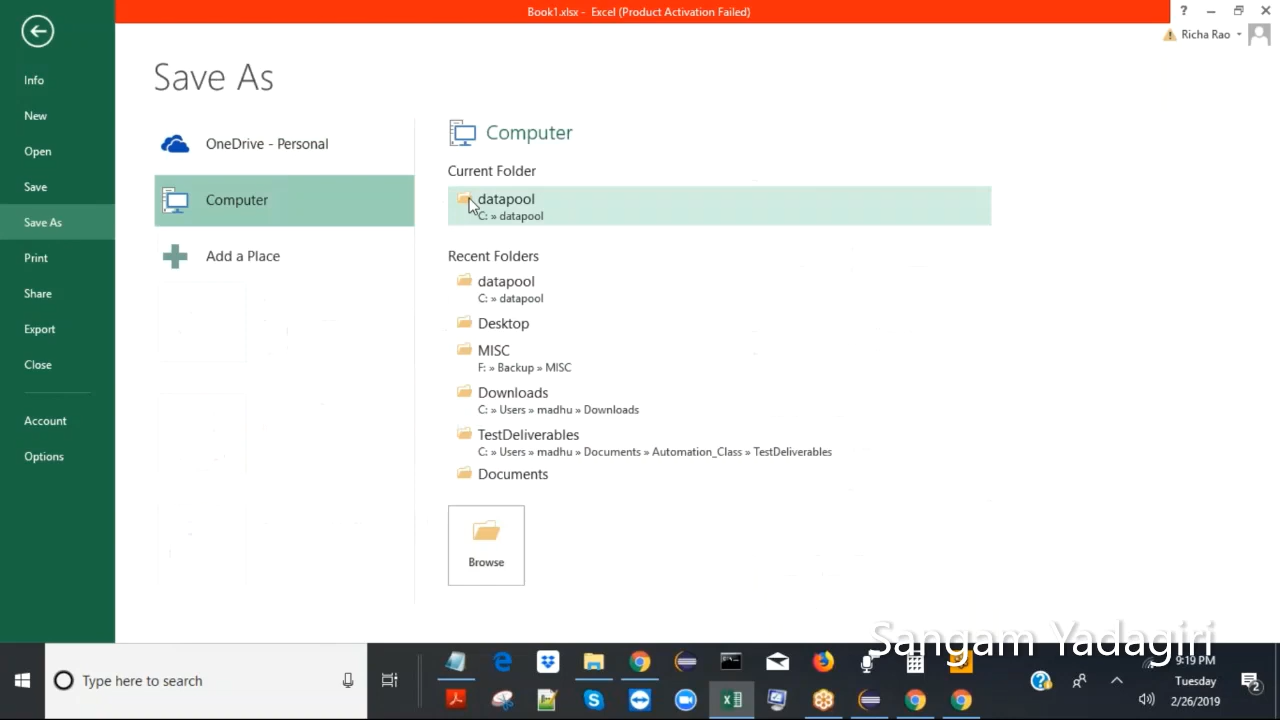 Book1.xlsx - Excel (Product Activation Failed)
?
Richa Rao
Info
New
Open
Save
Save As
Print
Share
Export
Close
Account
Options
Save As
OneDrive - Personal
Computer
Add a Place
Computer
Current Folder
datapool
C: » datapool
Recent Folders
datapool
C: » datapool
Desktop
MISC
F: » Backup » MISC
Downloads
C: » Users » madhu » Downloads
TestDeliverables
C: » Users » madhu » Documents » Automation_Class » TestDeliverables
Documents
Browse
Sangam Yadagiri
Type here to search
9:19 PM
Tuesday
2/26/2019
2